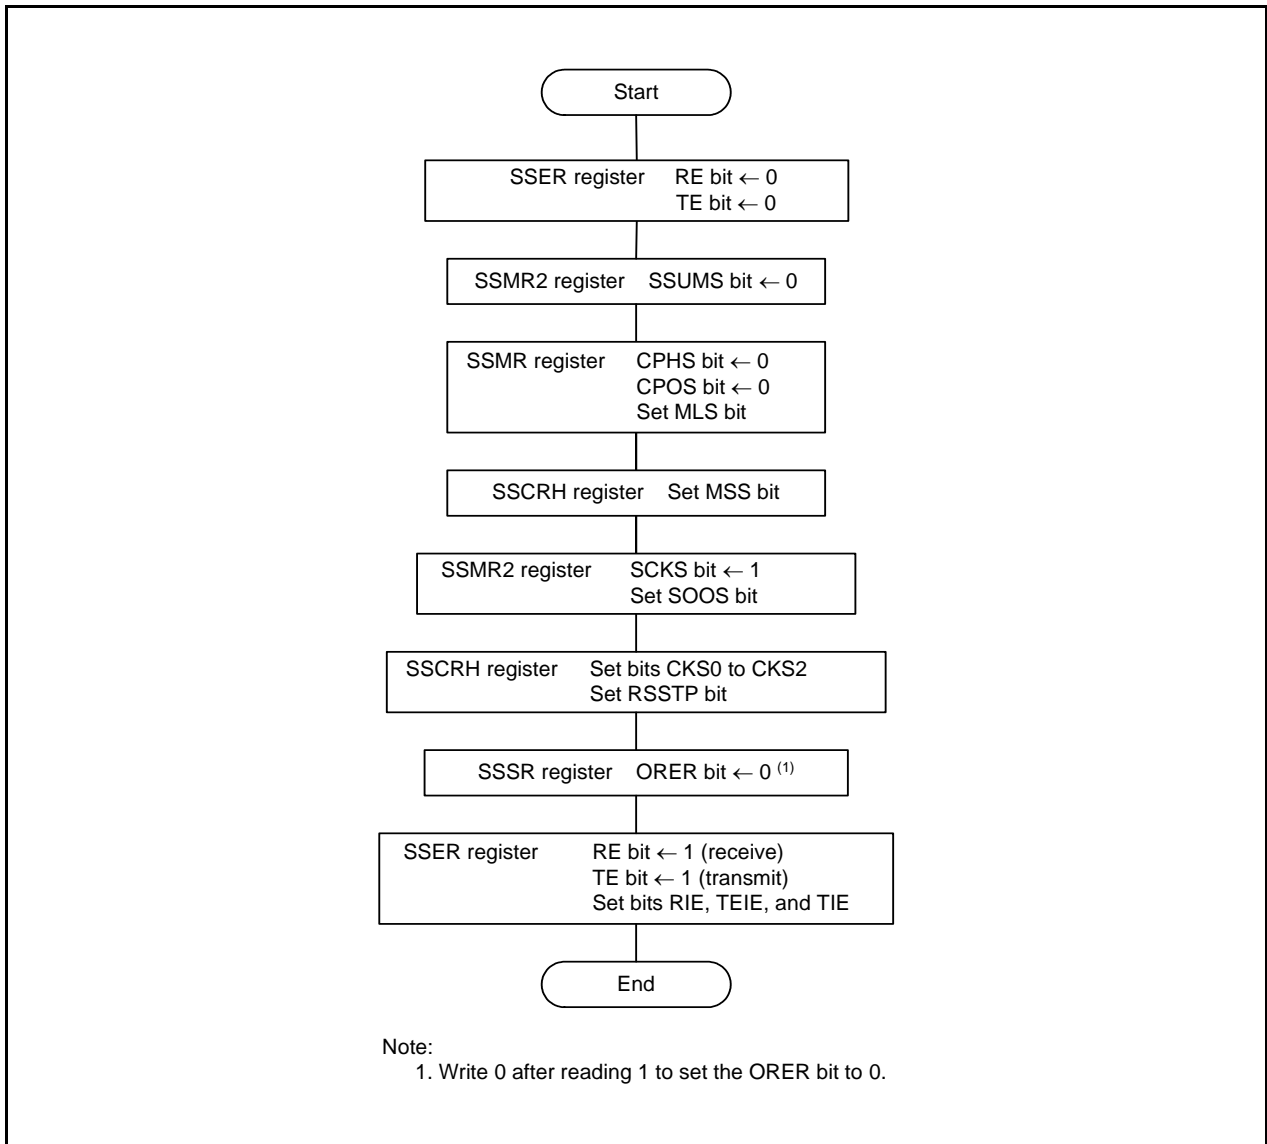 Start
SSER register RE bit ← 0
TE bit ← 0
SSMR2 register SSUMS bit ← 0
SSMR register CPHS bit ← 0
CPOS bit ← 0
Set MLS bit
SSCRH register Set MSS bit
SSMR2 register SCKS bit ← 1
Set SOOS bit
SSCRH register Set bits CKS0 to CKS2
Set RSSTP bit
SSSR register ORER bit ← 0 (1)
SSER register RE bit ← 1 (receive)
TE bit ← 1 (transmit)
Set bits RIE, TEIE, and TIE
End
Note:
1. Write 0 after reading 1 to set the ORER bit to 0.